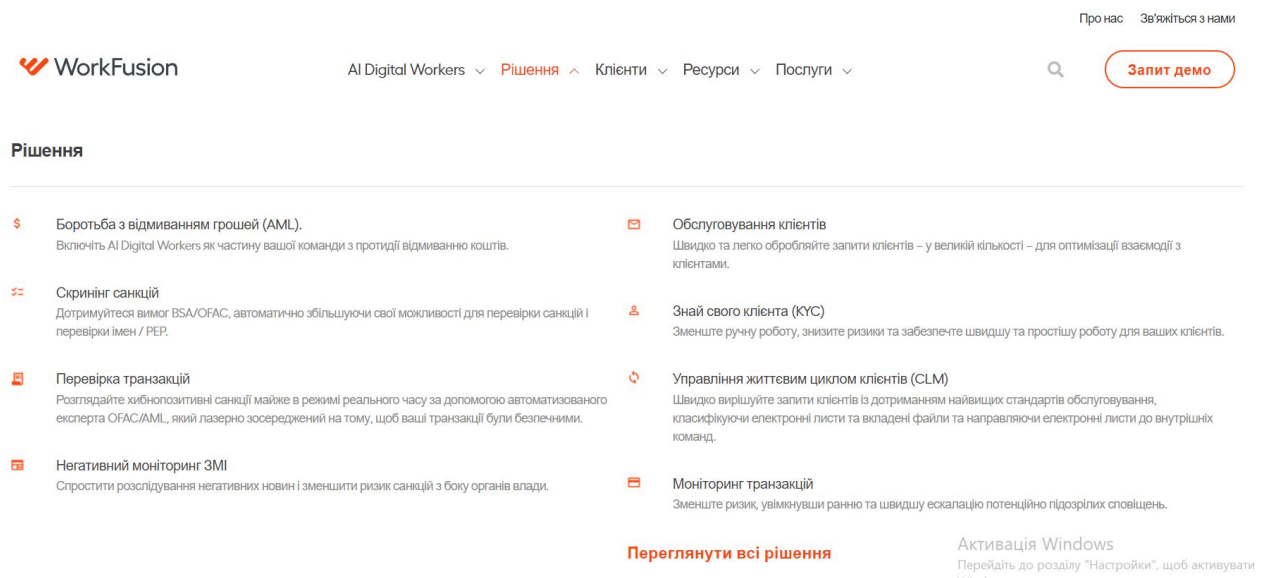 Про нас Зв'яжіться з нами
WorkFusion
AI Digital Workers Рішення Клієнти Ресурси Послуги
Запит демо
Рішення
Боротьба з відмиванням грошей (AML).
Включіть AI Digital Workers як частину вашої команди з протидії відмиванню коштів.
Скринінг санкцій
Дотримуйтеся вимог BSA/OFAC, автоматично збільшуючи свої можливості для перевірки санкцій і
перевірки імен / PEP.
Перевірка транзакцій
Розглядайте хибнопозитивні санкції майже в режимі реального часу за допомогою автоматизованого
експерта OFAC/AML, який лазерно зосереджений на тому, щоб ваші транзакції були безпечними.
Негативний моніторинг ЗМІ
Спростити розслідування негативних новин і зменшити ризик санкцій з боку органів влади.
Обслуговування клієнтів
Швидко та легко обробляйте запити клієнтів – у великій кількості – для оптимізації взаємодії з
клієнтами.
Знай свого клієнта (KYC)
Зменште ручну роботу, знизите ризики та забезпечте швидшу та простішу роботу для ваших клієнтів.
Управління життєвим циклом клієнтів (CLM)
Швидко вирішуйте запити клієнтів із дотриманням найвищих стандартів обслуговування,
класифікуючи електронні листи та вкладені файли та направляючи електронні листи до внутрішніх
команд.
Моніторинг транзакцій
Зменште ризик, увімкнувши ранню та швидшу ескалацію потенційно підозрілих сповіщень.
Переглянути всі рішення
Активація Windows
Перейдіть до розділу "Настройки", щоб активувати